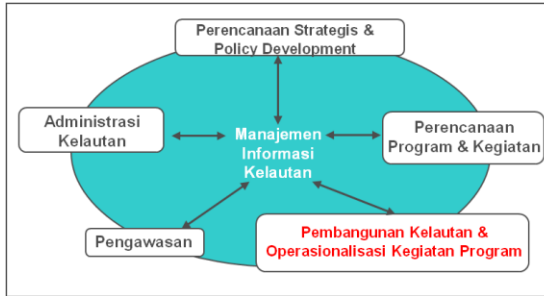 Perencanaan Strategis &
Policy Development
Administrasi
Kelautan
Manajemen
Informasi
Kelautan
Perencanaan
Program & Kegiatan
Pengawasan
Pembangunan Kelautan &
Operasionalisasi Kegiatan Program